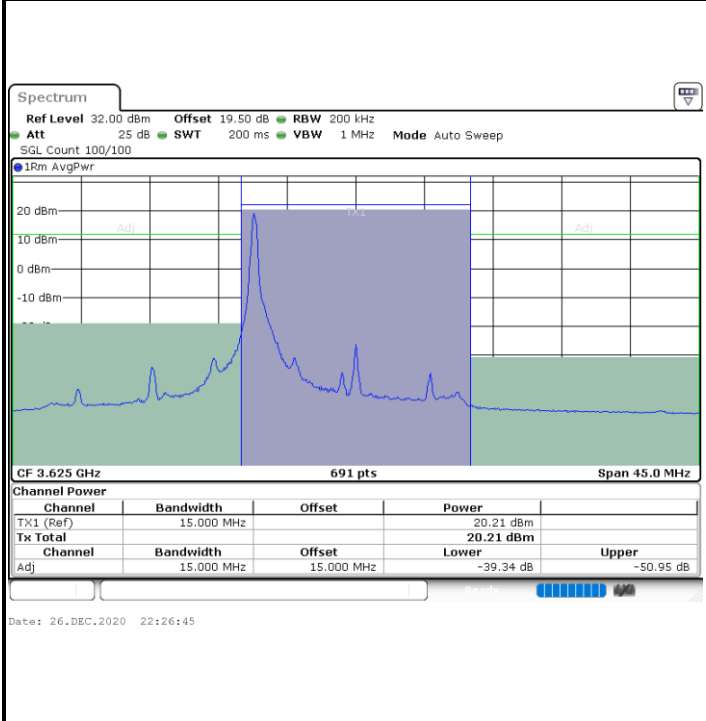 Spectrum
Ref Level 32.00 dBm Offset 19.50 dB RBW 200 kHz
Att 25 dB SWT 200 ms VBW 1 MHz Mode Auto Sweep
SGL Count 100/100
1Rm AvgPwr
20 dBm
TX1
Adj
Adj
10 dBm
0 dBm
-10 dBm
CF 3.625 GHz 691 pts Span 45.0 MHz
Channel Power
Channel Bandwidth Offset Power
TX1 (Ref) 15.000 MHz 20.21 dBm
Tx Total 20.21 dBm
Channel Bandwidth Offset Lower Upper
Adj 15.000 MHz 15.000 MHz -39.34 dB -50.95 dB
Ready
Date: 26.DEC.2020 22:26:45